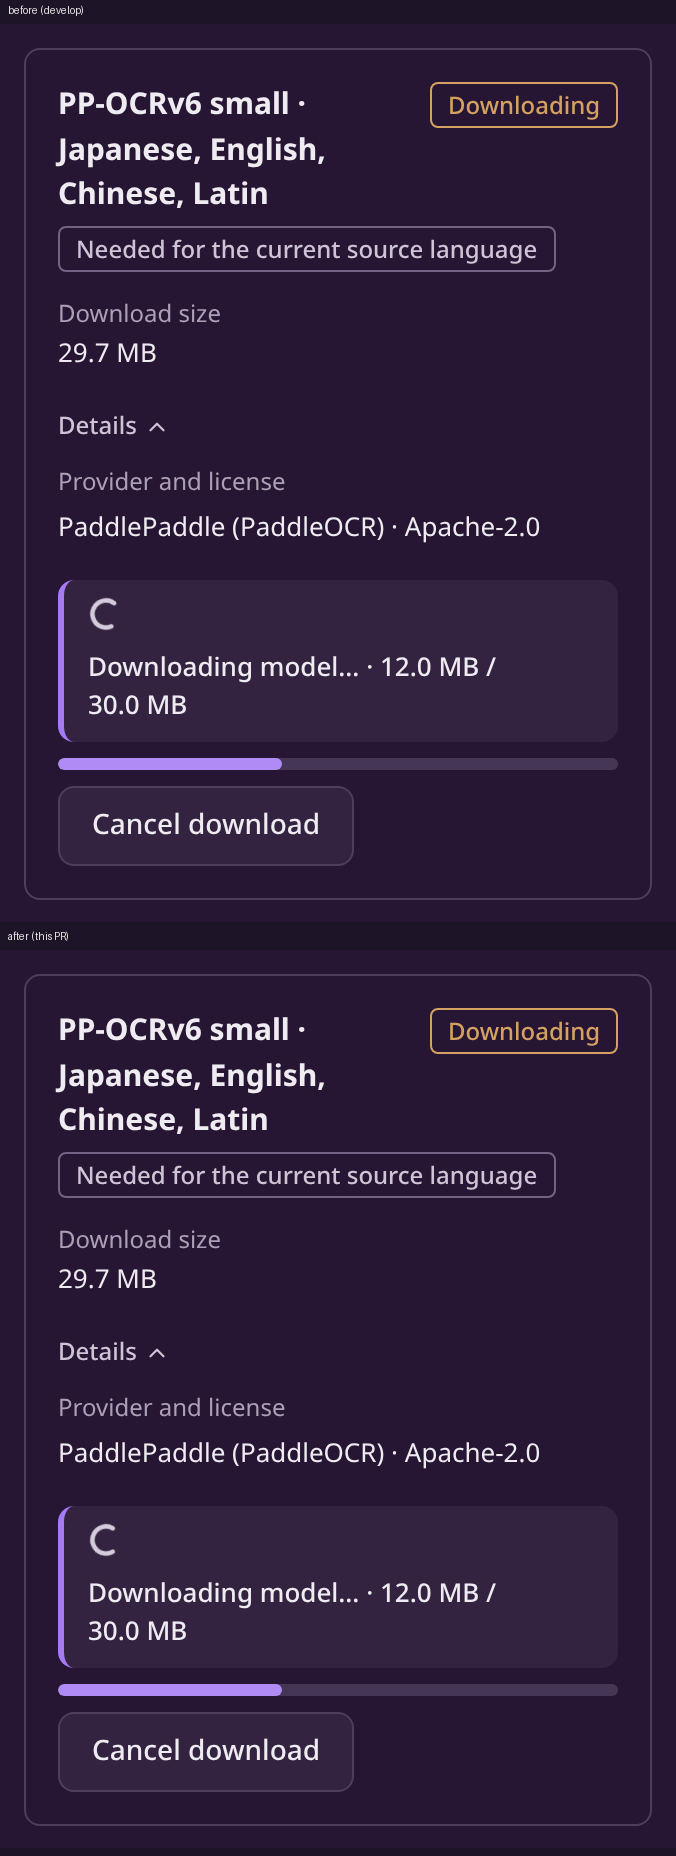 before (develop)
PP-OCRv6 small ·
Japanese, English,
Chinese, Latin
Downloading
Needed for the current source language
Download size
29.7 MB
Details
Provider and license
PaddlePaddle (PaddleOCR) · Apache-2.0
Downloading model... · 12.0 MB /
30.0 MB
Cancel download
after (this PR)
PP-OCRv6 small ·
Japanese, English,
Chinese, Latin
Downloading
Needed for the current source language
Download size
29.7 MB
Details
Provider and license
PaddlePaddle (PaddleOCR) · Apache-2.0
Downloading model... · 12.0 MB /
30.0 MB
Cancel download